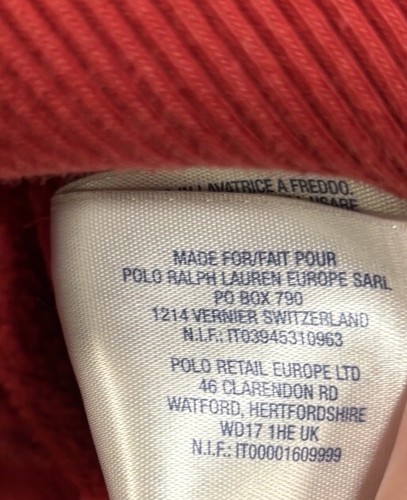 LAVATRICE A FREDDO.
MADE FOR/FAIT POUR
POLO RALPH LAUREN EUROPE SARL
PO BOX 790
1214 VERNIER SWITZERLAND
N.I.F.: IT03945310963
POLO RETAIL EUROPE LTD
46 CLARENDON RD
WATFORD, HERTFORDSHIRE
WD17 1HE UK
N.I.F.: IT00001609999